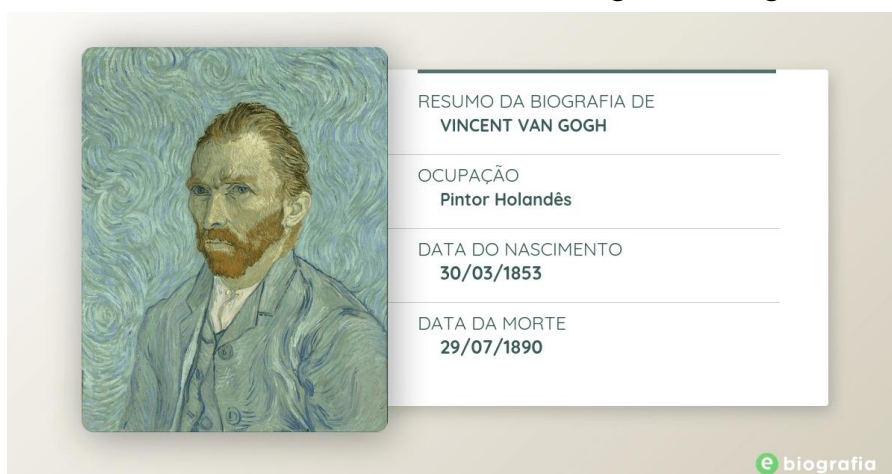 RESUMO DA BIOGRAFIA DE
VINCENT VAN GOGH
OCUPAÇÃO
Pintor Holandês
DATA DO NASCIMENTO
30/03/1853
DATA DA MORTE
29/07/1890
e biografia